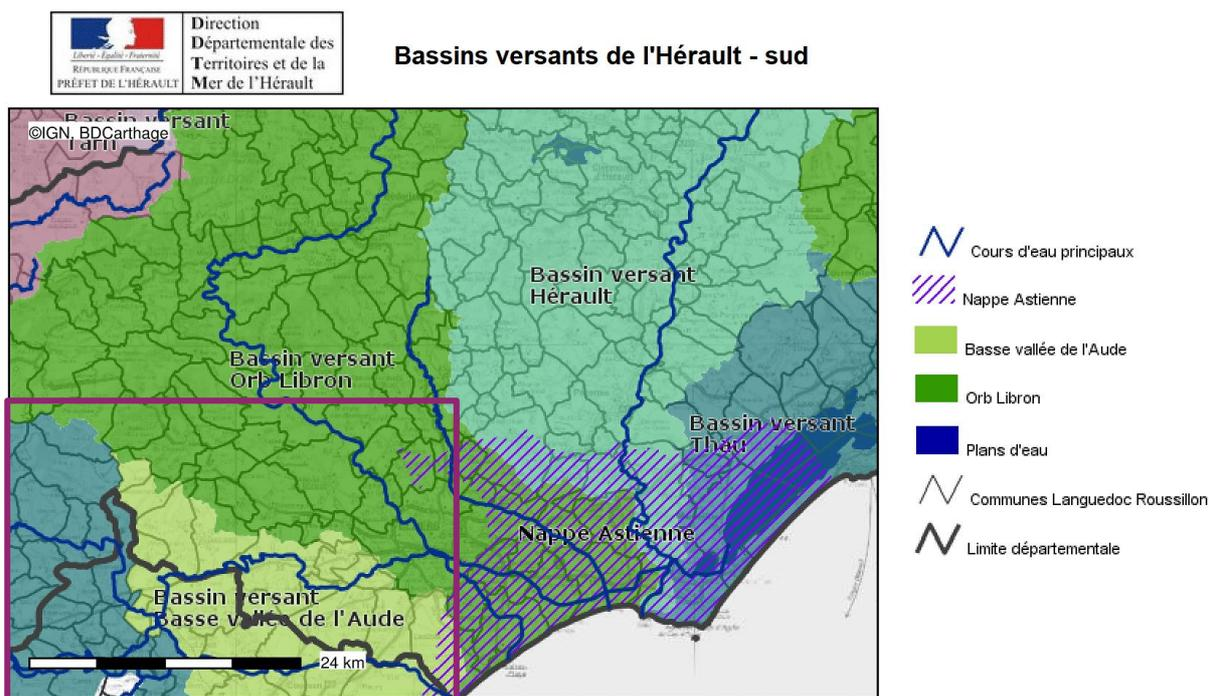 Liberté • Égalité • Fraternité
RÉPUBLIQUE FRANÇAISE
PRÉFET DE L'HÉRAULT
Direction
Départementale des
Territoires et de la
Mer de l'Hérault
Bassins versants de l'Hérault - sud
Bassin versant
Tarn
©IGN, BDCarthage
Bassin versant
Hérault
Bassin versant
Orb Libron
Bassin versant
Thau
Nappe Astienne
Bassin versant
Basse vallée de l'Aude
24 km
Cours d'eau principaux
Nappe Astienne
Basse vallée de l'Aude
Orb Libron
Plans d'eau
Communes Languedoc Roussillon
Limite départementale